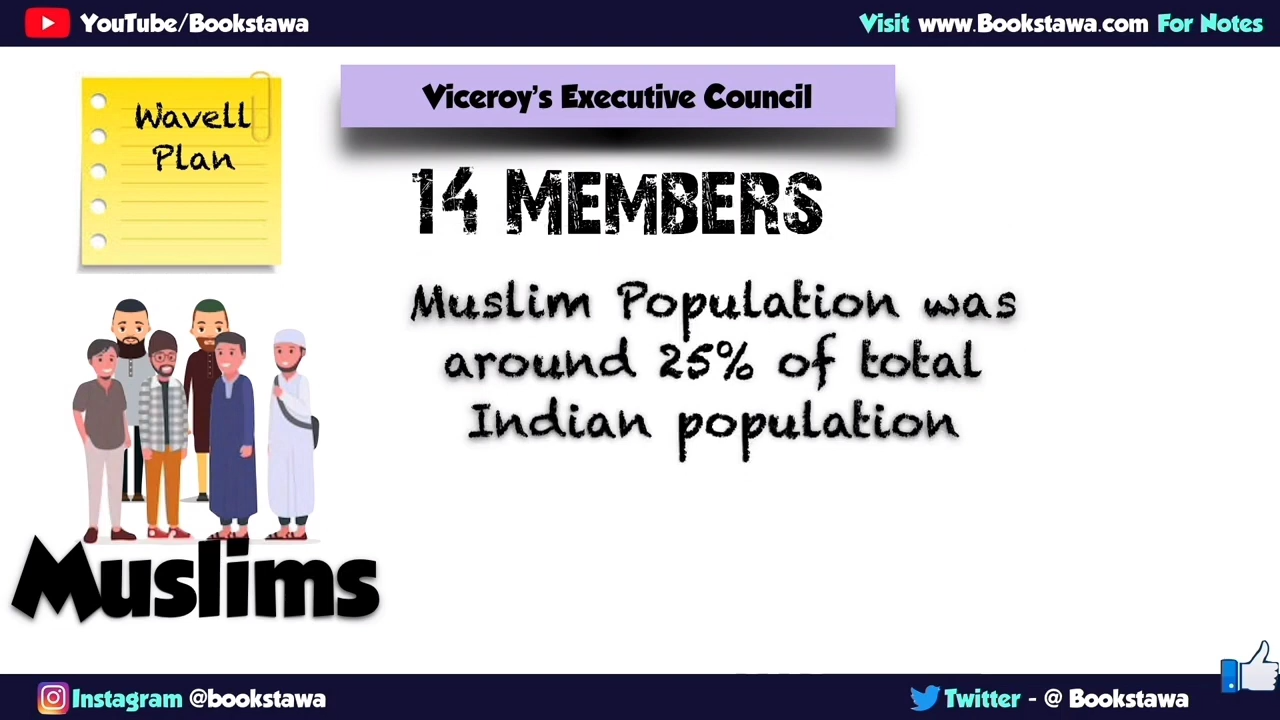 YouTube/Bookstawa
Visit www.Bookstawa.com For Notes
Wavell
Plan
Viceroy's Executive Council
14 MEMBERS
Muslim Population was
around 25% of total
Indian population
Muslims
Instagram @bookstawa
Twitter - @ Bookstawa